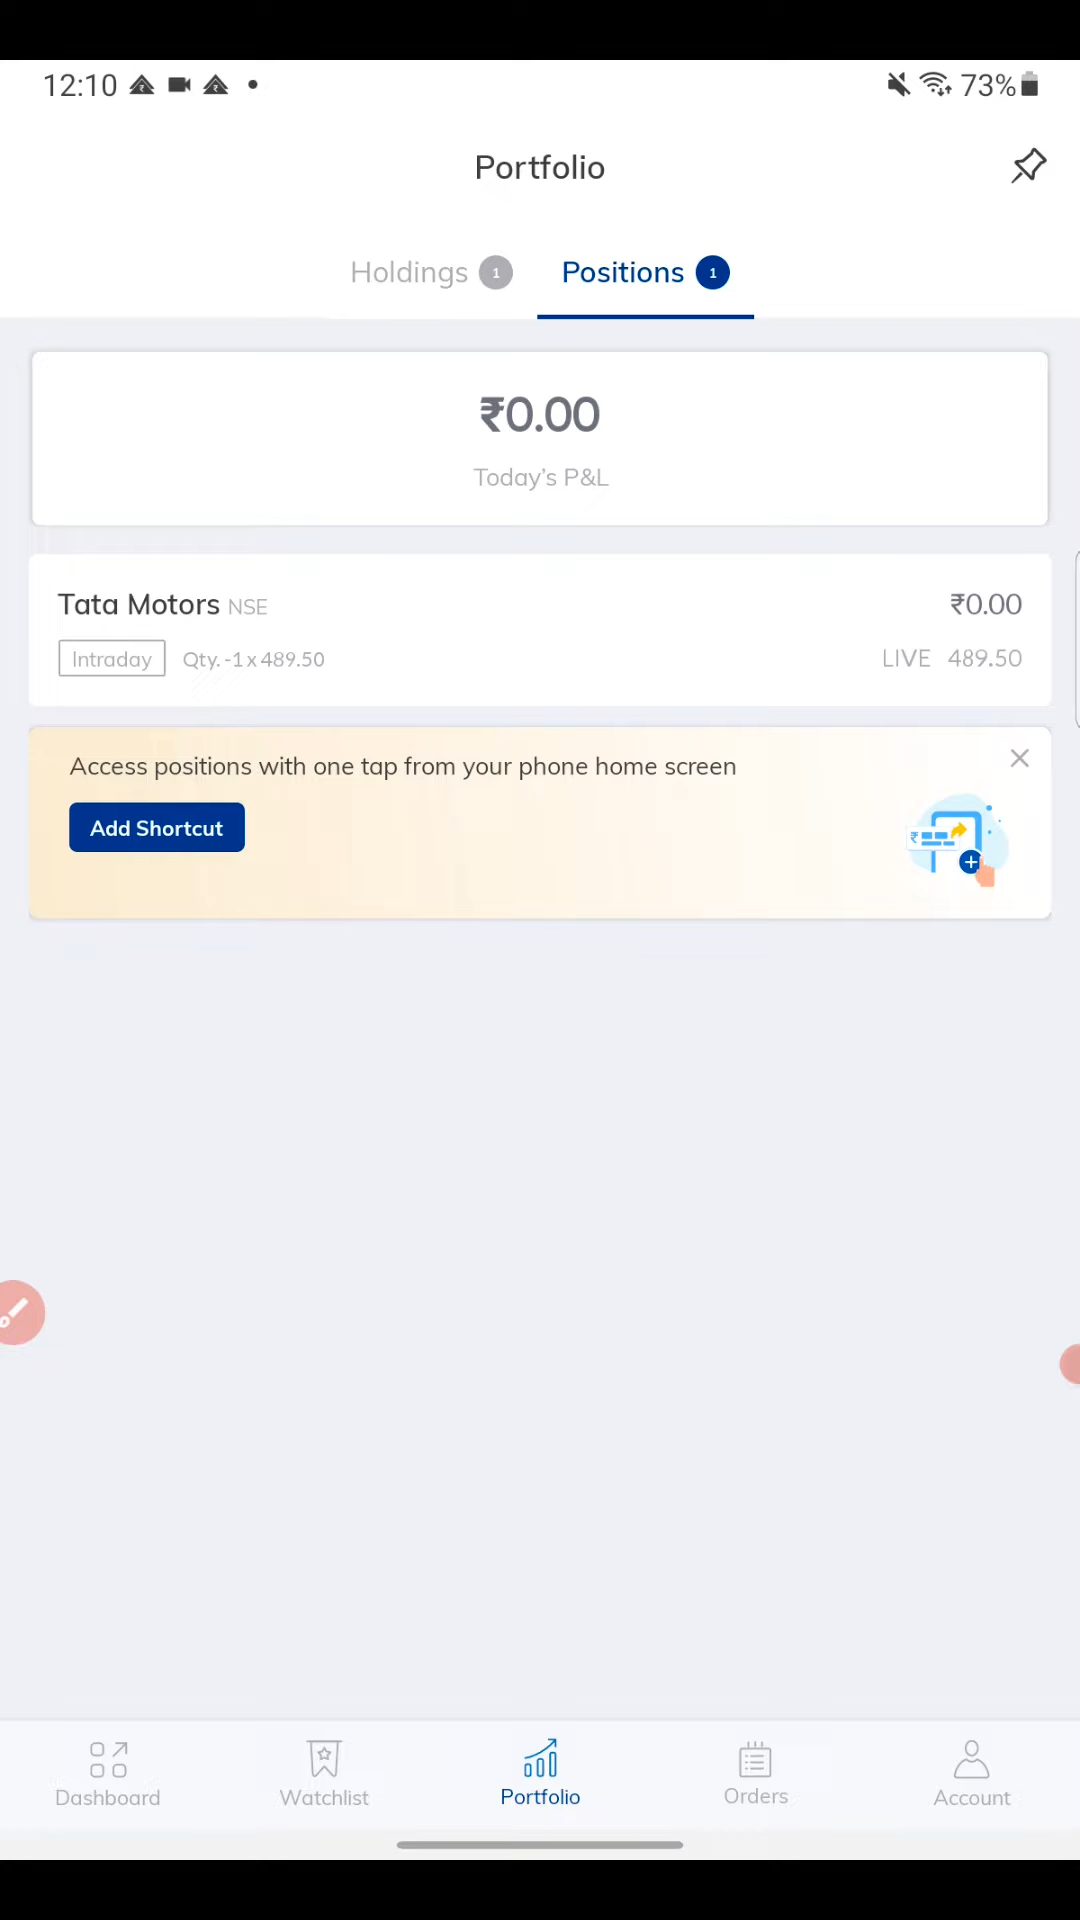 12:10 73%
Portfolio
Holdings 1 Positions 1
₹0.00
Today's P&L
Tata Motors NSE ₹0.00
Intraday Qty. -1 x 489.50 LIVE 489.50
Access positions with one tap from your phone home screen
Add Shortcut
Dashboard Watchlist Portfolio Orders Account